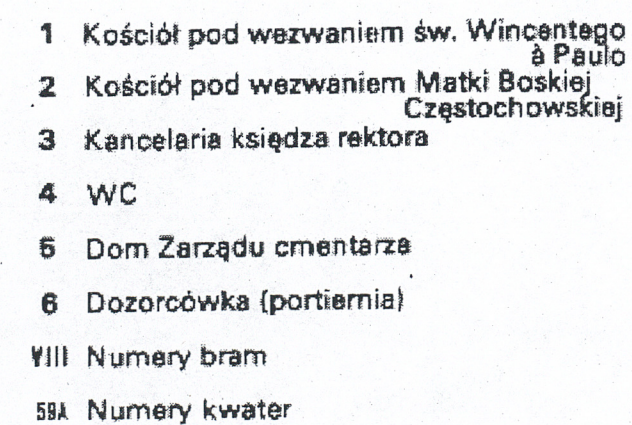 1 Kościół pod wezwaniem św. Wincentego
à Paulo
2 Kościół pod wezwaniem Matki Boskiej
Częstochowskiej
3 Kancelaria księdza rektora
4 WC
5 Dom Zarządu cmentarza
6 Dozorcówka (portiernia)
VIII Numery bram
59A Numery kwater